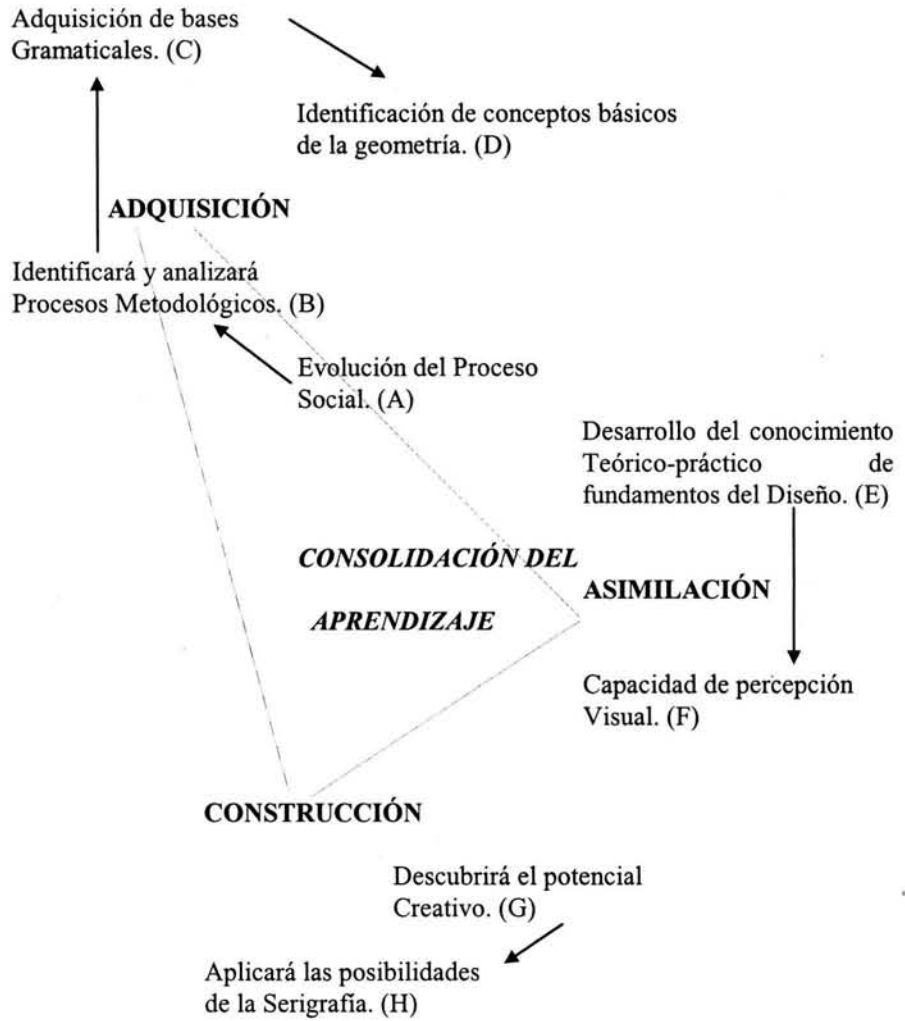 Adquisición de bases
Gramaticales. (C)
Identificación de conceptos básicos
de la geometría. (D)
ADQUISICIÓN
Identificará y analizará
Procesos Metodológicos. (B)
Evolución del Proceso
Social. (A)
Desarrollo del conocimiento
Teórico-práctico de
fundamentos del Diseño. (E)
CONSOLIDACIÓN DEL
APRENDIZAJE
ASIMILACIÓN
Capacidad de percepción
Visual. (F)
CONSTRUCCIÓN
Descubrirá el potencial
Creativo. (G)
Aplicará las posibilidades
de la Serigrafía. (H)